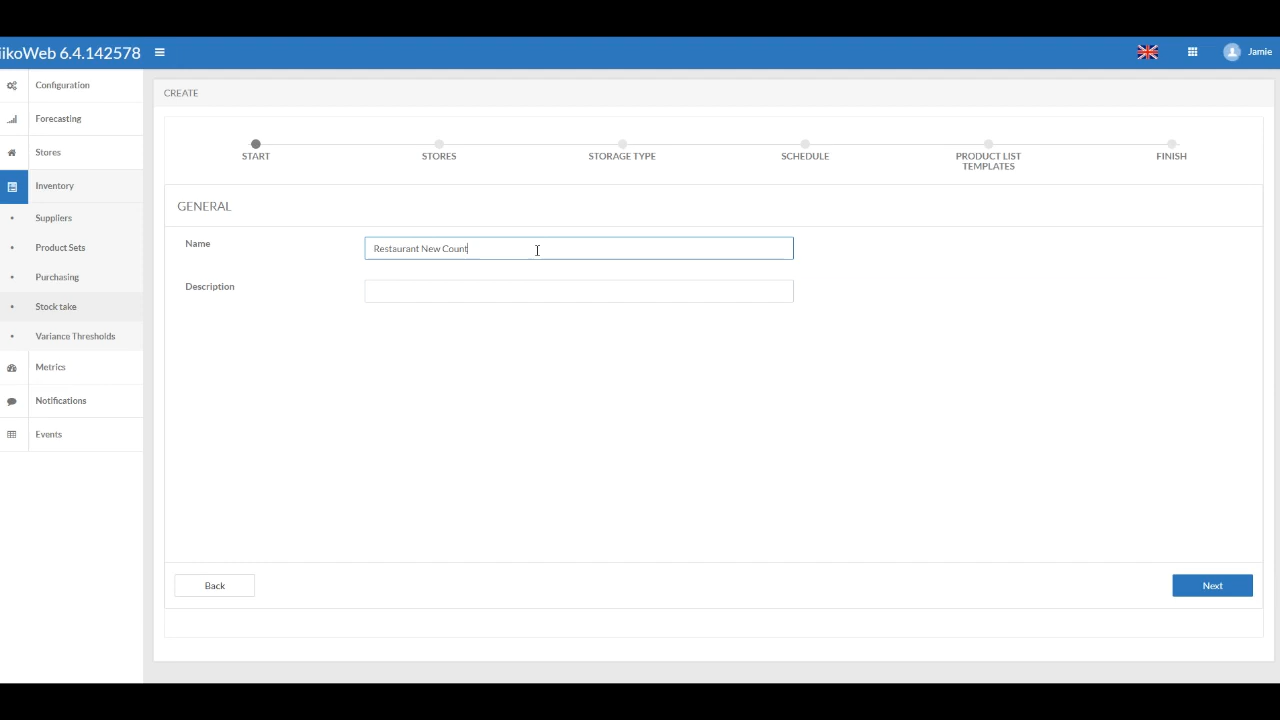 iikoWeb 6.4.142578
Jamie
Configuration
Forecasting
Stores
Inventory
Suppliers
Product Sets
Purchasing
Stock take
Variance Thresholds
Metrics
Notifications
Events
CREATE
START
STORES
STORAGE TYPE
SCHEDULE
PRODUCT LIST
TEMPLATES
FINISH
GENERAL
Name
Restaurant New Count
Description
Back
Next